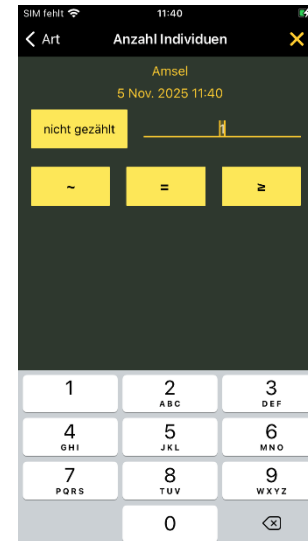 SIM fehlt 11:40
Art Anzahl Individuen
Amsel
5 Nov. 2025 11:40
nicht gezählt 1
~ = ≥
1 2 3
ABC DEF
4 5 6
GHI JKL MNO
7 8 9
PQRS TUV WXYZ
0